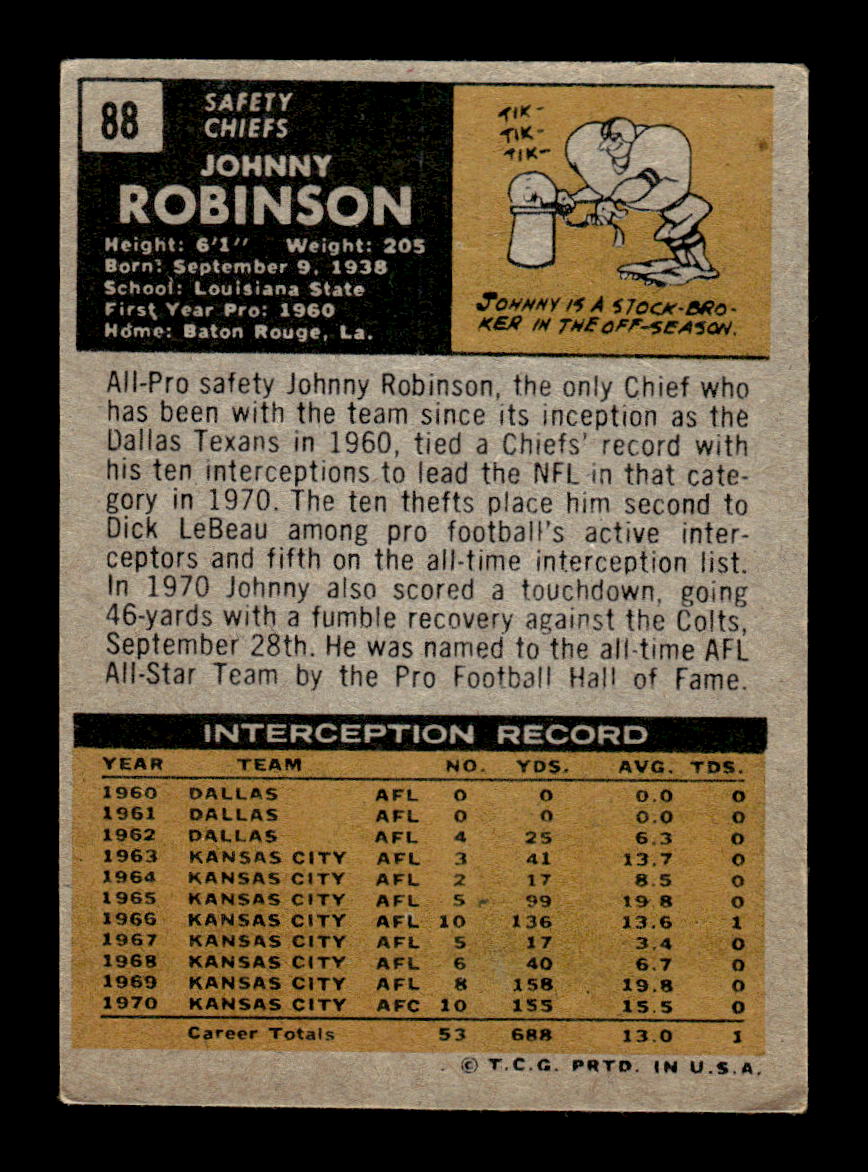 88
SAFETY
CHIEFS
JOHNNY
ROBINSON
Height: 6'1" Weight: 205
Born: September 9, 1938
School: Louisiana State
First Year Pro: 1960
Home: Baton Rouge, La.
TIK-
TIK-
TIK-
JOHNNY IS A STOCK-BRO-
KER IN THE OFF-SEASON.
All-Pro safety Johnny Robinson, the only Chief who
has been with the team since its inception as the
Dallas Texans in 1960, tied a Chiefs' record with
his ten interceptions to lead the NFL in that cate-
gory in 1970. The ten thefts place him second to
Dick LeBeau among pro football's active inter-
ceptors and fifth on the all-time interception list.
In 1970 Johnny also scored a touchdown, going
46-yards with a fumble recovery against the Colts,
September 28th. He was named to the all-time AFL
All-Star Team by the Pro Football Hall of Fame.
INTERCEPTION RECORD
YEAR TEAM NO. YDS. AVG. TDS.
1960 DALLAS AFL 0 0 0.0 0
1961 DALLAS AFL 0 0 0.0 0
1962 DALLAS AFL 4 25 6.3 0
1963 KANSAS CITY AFL 3 41 13.7 0
1964 KANSAS CITY AFL 2 17 8.5 0
1965 KANSAS CITY AFL 5 99 19.8 0
1966 KANSAS CITY AFL 10 136 13.6 1
1967 KANSAS CITY AFL 5 17 3.4 0
1968 KANSAS CITY AFL 6 40 6.7 0
1969 KANSAS CITY AFL 8 158 19.8 0
1970 KANSAS CITY AFC 10 155 15.5 0
Career Totals 53 688 13.0 1
© T.C.G. PRTD. IN U.S.A.